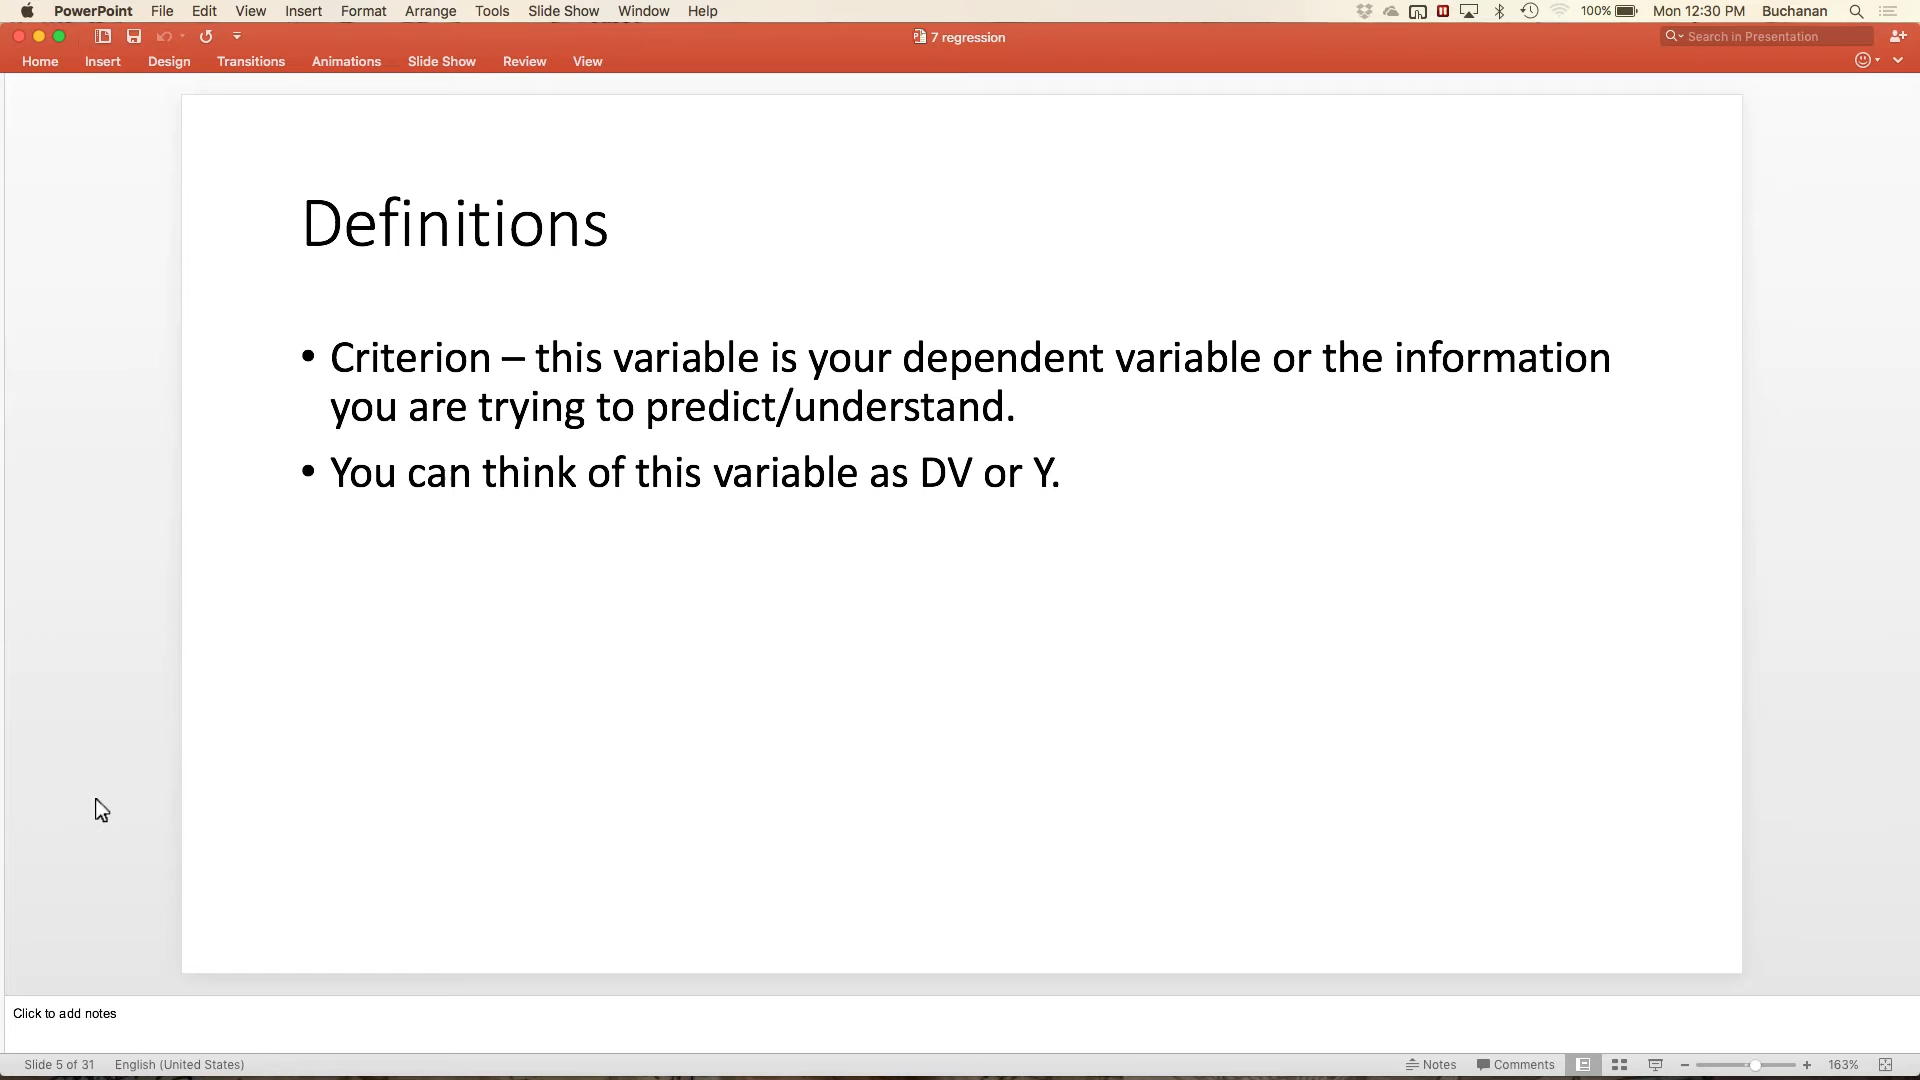 PowerPoint File Edit View Insert Format Arrange Tools Slide Show Window Help 100% Mon 12:30 PM Buchanan
7 regression
Search in Presentation
Home Insert Design Transitions Animations Slide Show Review View
Definitions
• Criterion – this variable is your dependent variable or the information
you are trying to predict/understand.
• You can think of this variable as DV or Y.
Click to add notes
Slide 5 of 31 English (United States) Notes Comments 163%